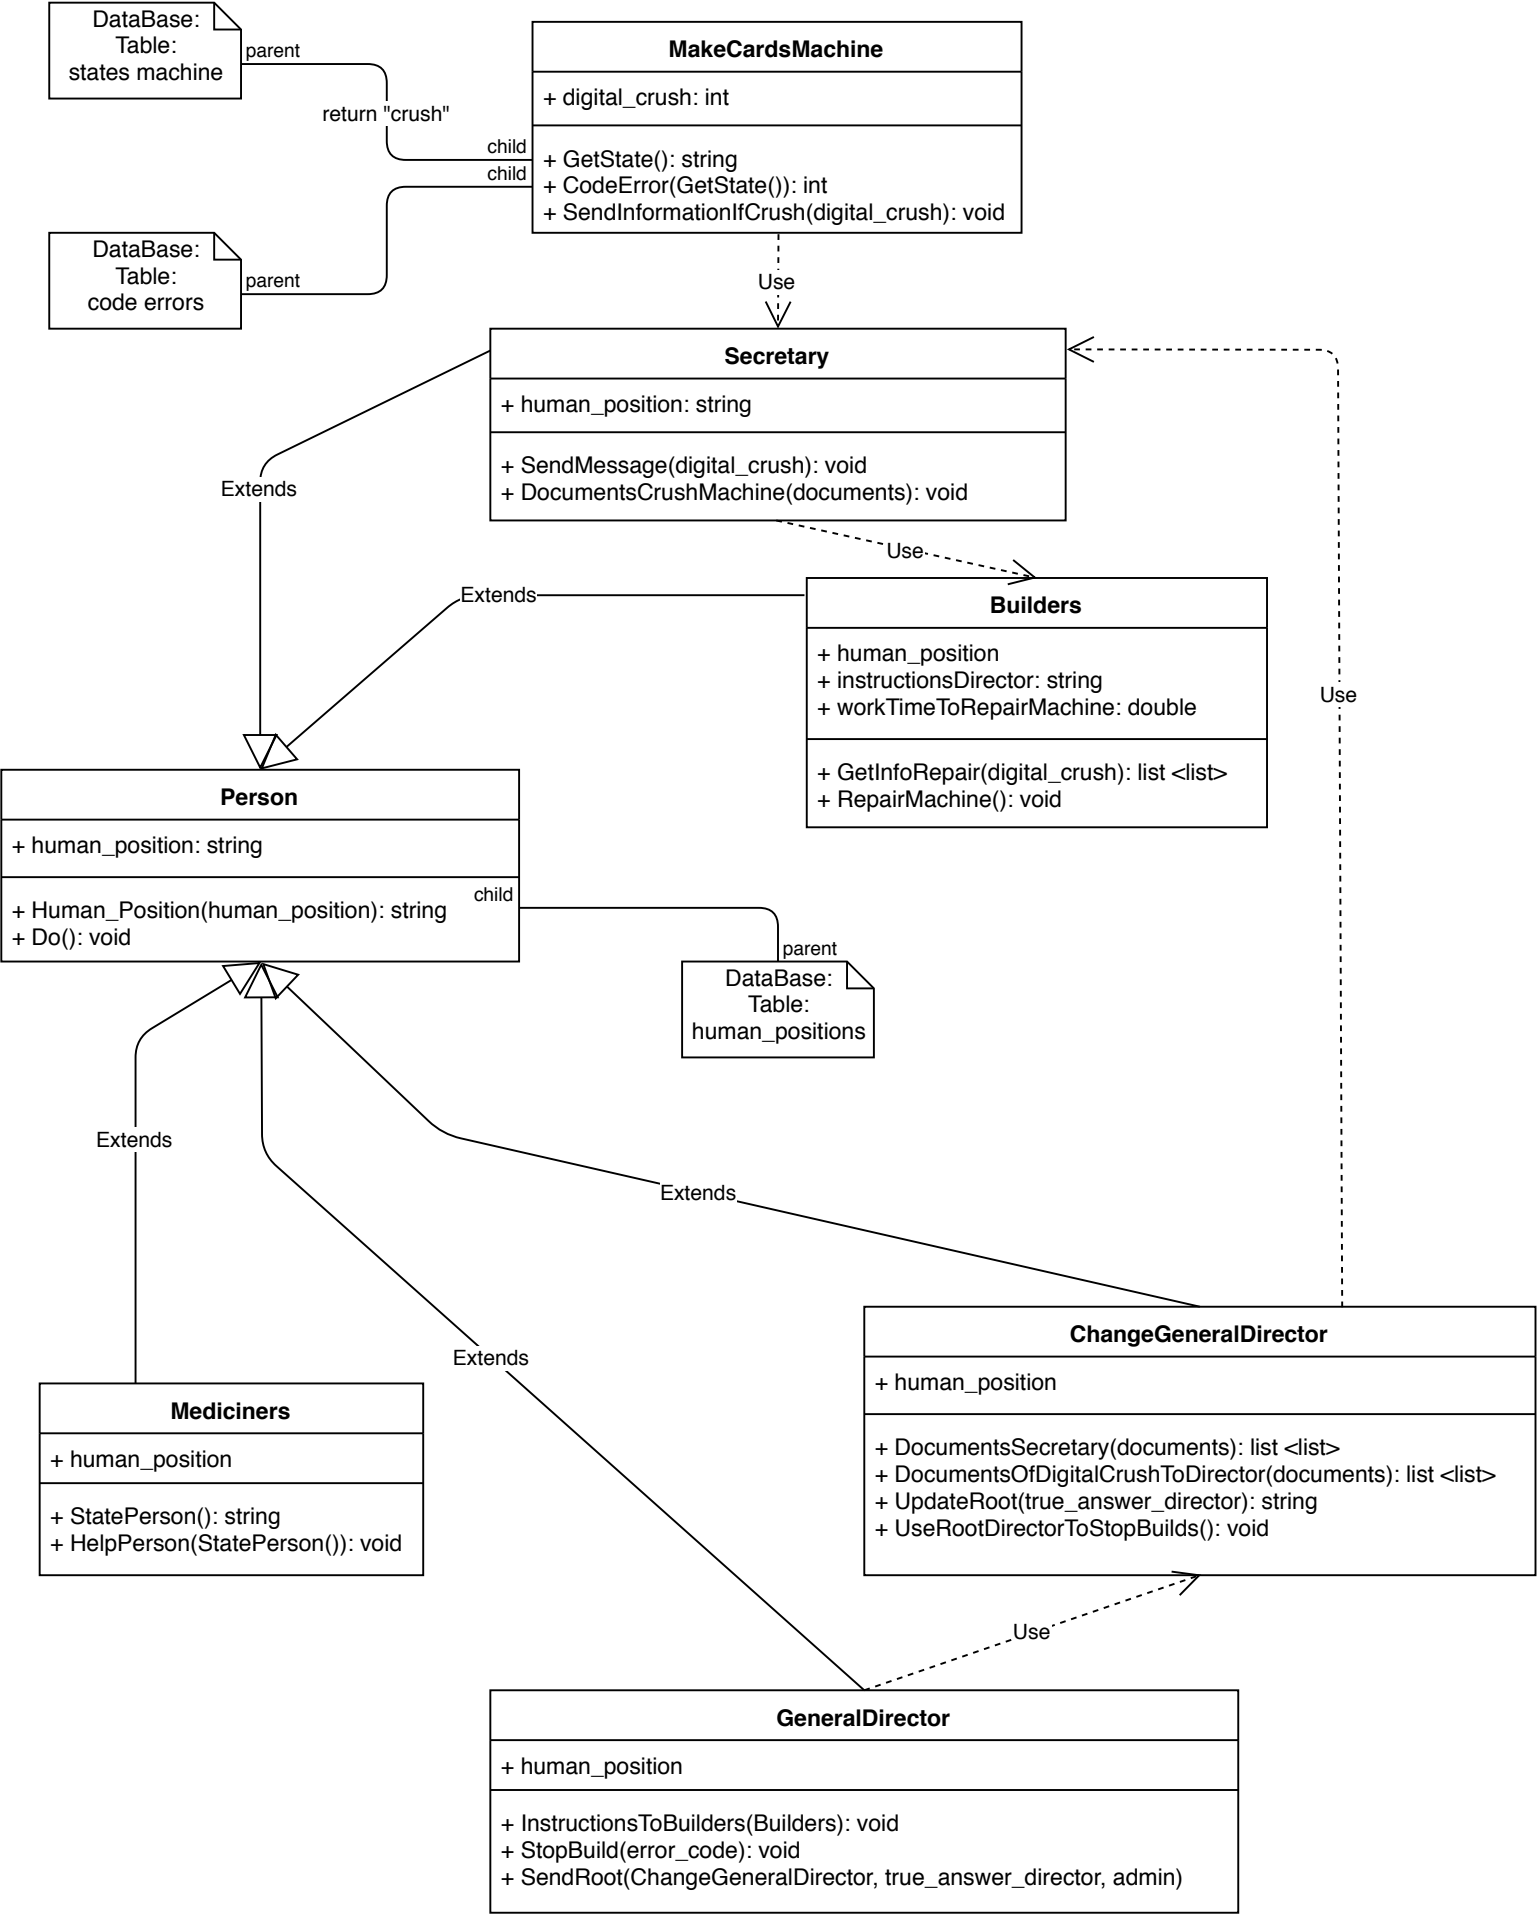 DataBase:
Table:
states machine
parent
return "crush"
child
child
MakeCardsMachine
+ digital_crush: int
+ GetState(): string
+ CodeError(GetState()): int
+ SendInformationIfCrush(digital_crush): void
DataBase:
Table:
code errors
parent
Use
Secretary
+ human_position: string
+ SendMessage(digital_crush): void
+ DocumentsCrushMachine(documents): void
Extends
Use
Extends
Builders
+ human_position
+ instructionsDirector: string
+ workTimeToRepairMachine: double
+ GetInfoRepair(digital_crush): list <list>
+ RepairMachine(): void
Use
Person
+ human_position: string
+ Human_Position(human_position): string
+ Do(): void
child
parent
DataBase:
Table:
human_positions
Extends
Extends
Extends
ChangeGeneralDirector
+ human_position
+ DocumentsSecretary(documents): list <list>
+ DocumentsOfDigitalCrushToDirector(documents): list <list>
+ UpdateRoot(true_answer_director): string
+ UseRootDirectorToStopBuilds(): void
Mediciners
+ human_position
+ StatePerson(): string
+ HelpPerson(StatePerson()): void
Use
GeneralDirector
+ human_position
+ InstructionsToBuilders(Builders): void
+ StopBuild(error_code): void
+ SendRoot(ChangeGeneralDirector, true_answer_director, admin)